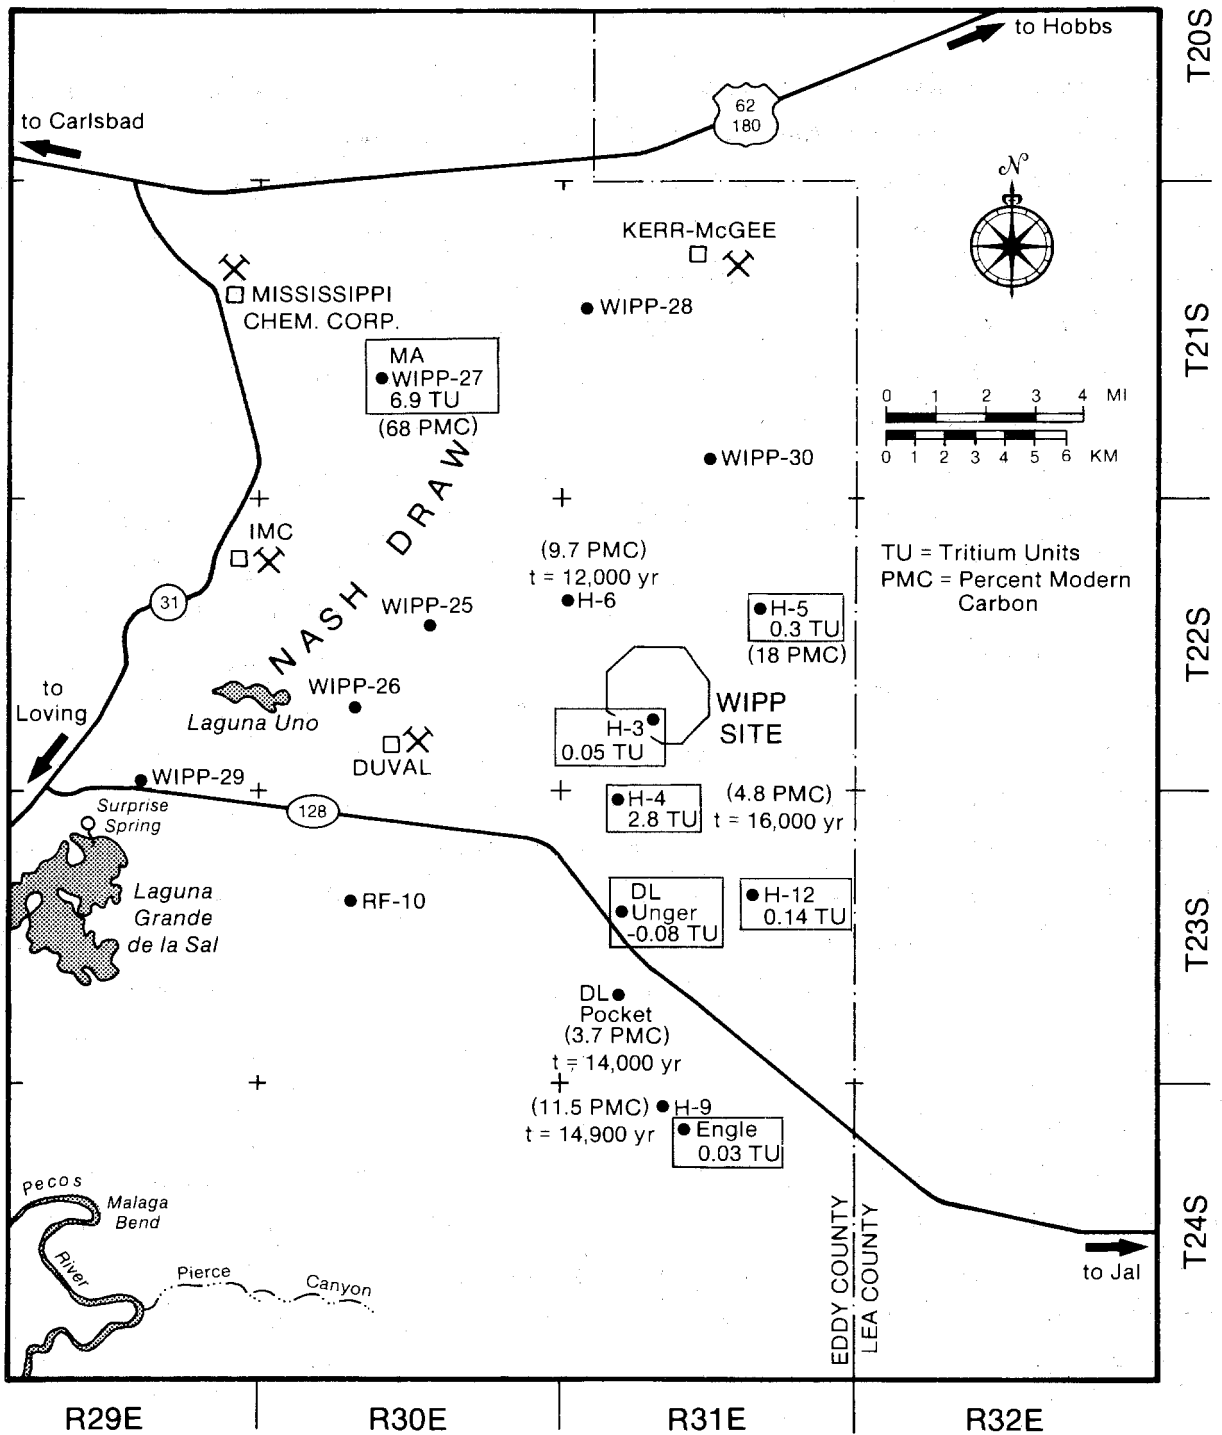 to Hobbs
T20S
62
180
to Carlsbad
N
KERR-McGEE
MISSISSIPPI
CHEM. CORP.
WIPP-28
T21S
MA
WIPP-27
6.9 TU
(68 PMC)
0 1 2 3 4 MI
0 1 2 3 4 5 6 KM
WIPP-30
NASH DRAW
IMC
(9.7 PMC)
t = 12,000 yr
H-6
TU = Tritium Units
PMC = Percent Modern
Carbon
31
WIPP-25
H-5
0.3 TU
(18 PMC)
T22S
to
Loving
WIPP-26
Laguna Uno
WIPP
SITE
H-3
0.05 TU
DUVAL
WIPP-29
Surprise
Spring
128
H-4
2.8 TU
(4.8 PMC)
t = 16,000 yr
Laguna
Grande
de la Sal
RF-10
DL
Unger
-0.08 TU
H-12
0.14 TU
T23S
DL
Pocket
(3.7 PMC)
t = 14,000 yr
(11.5 PMC)
t = 14,900 yr
H-9
Engle
0.03 TU
Pecos
River
Malaga
Bend
Pierce Canyon
EDDY COUNTY
LEA COUNTY
T24S
to Jal
R29E
R30E
R31E
R32E